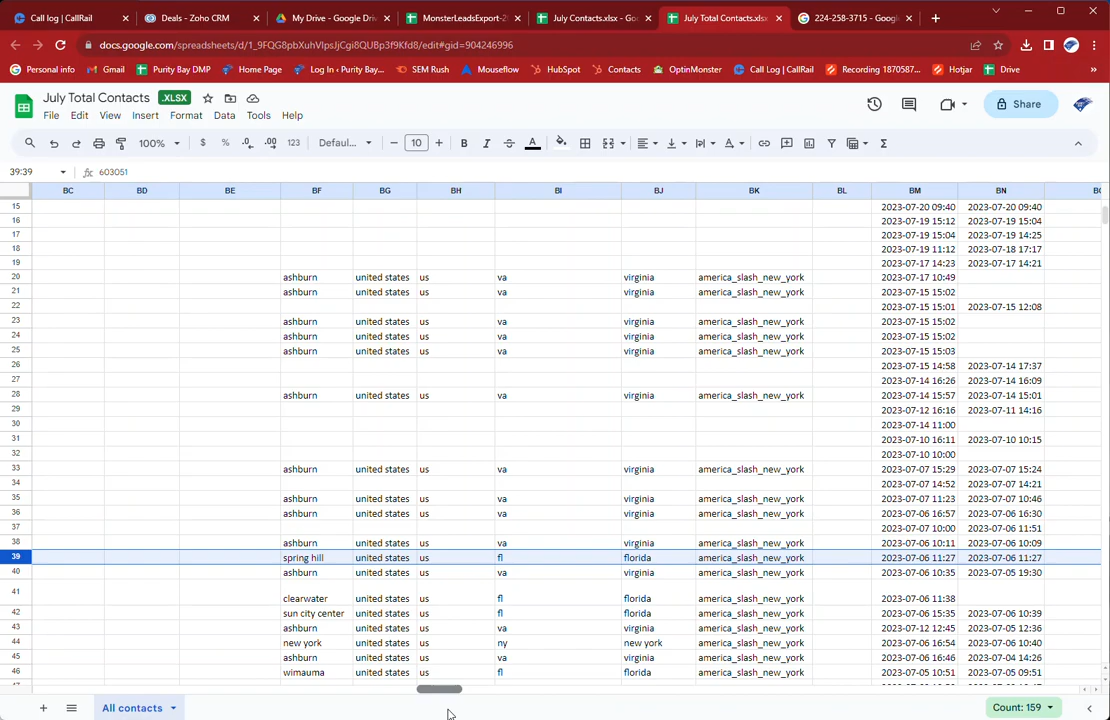 Call log | CallRail
Deals - Zoho CRM
My Drive - Google Driv
MonsterLeadsExport-2
July Contacts.xlsx - Goo
July Total Contacts.xlsx
224-258-3715 - Google
docs.google.com/spreadsheets/d/1_9FQG8pbXuhVIpsJjCgi8QUBp3f9Kfd8/edit#gid=904246996
Personal info
Gmail
Purity Bay DMP
Home Page
Log In ‹ Purity Bay...
SEM Rush
Mouseflow
HubSpot
Contacts
OptinMonster
Call Log | CallRail
Recording 1870587...
Hotjar
Drive
July Total Contacts .XLSX
File Edit View Insert Format Data Tools Help
Share
100% $ % .0 .00 123 Defaul... 10
39:39 fx 603051
BC BD BE BF BG BH BI BJ BK BL BM BN
15 2023-07-20 09:40 2023-07-20 09:40
16 2023-07-19 15:12 2023-07-19 15:04
17 2023-07-19 15:04 2023-07-19 14:25
18 2023-07-19 11:12 2023-07-18 17:17
19 2023-07-17 14:23 2023-07-17 14:21
20 ashburn united states us va virginia america_slash_new_york 2023-07-17 10:49
21 ashburn united states us va virginia america_slash_new_york 2023-07-15 15:02
22 2023-07-15 15:01 2023-07-15 12:08
23 ashburn united states us va virginia america_slash_new_york 2023-07-15 15:02
24 ashburn united states us va virginia america_slash_new_york 2023-07-15 15:02
25 ashburn united states us va virginia america_slash_new_york 2023-07-15 15:03
26 2023-07-15 14:58 2023-07-14 17:37
27 2023-07-14 16:26 2023-07-14 16:09
28 ashburn united states us va virginia america_slash_new_york 2023-07-14 15:57 2023-07-14 15:01
29 2023-07-12 16:16 2023-07-11 14:16
30 2023-07-14 11:00
31 2023-07-10 16:11 2023-07-10 10:15
32 2023-07-10 10:00
33 ashburn united states us va virginia america_slash_new_york 2023-07-07 15:29 2023-07-07 15:24
34 2023-07-07 14:52 2023-07-07 14:21
35 ashburn united states us va virginia america_slash_new_york 2023-07-07 11:23 2023-07-07 10:46
36 ashburn united states us va virginia america_slash_new_york 2023-07-06 16:57 2023-07-06 16:30
37 2023-07-07 10:00 2023-07-06 11:51
38 ashburn united states us va virginia america_slash_new_york 2023-07-06 10:11 2023-07-06 10:09
39 spring hill united states us fl florida america_slash_new_york 2023-07-06 11:27 2023-07-06 11:27
40 ashburn united states us va virginia america_slash_new_york 2023-07-06 10:35 2023-07-05 19:30
41 clearwater united states us fl florida america_slash_new_york 2023-07-06 11:38
42 sun city center united states us fl florida america_slash_new_york 2023-07-06 15:35 2023-07-06 10:39
43 ashburn united states us va virginia america_slash_new_york 2023-07-12 12:45 2023-07-05 12:36
44 new york united states us ny new york america_slash_new_york 2023-07-06 16:54 2023-07-06 10:40
45 ashburn united states us va virginia america_slash_new_york 2023-07-06 16:46 2023-07-04 14:26
46 wimauma united states us fl florida america_slash_new_york 2023-07-05 10:51 2023-07-05 09:51
All contacts
Count: 159